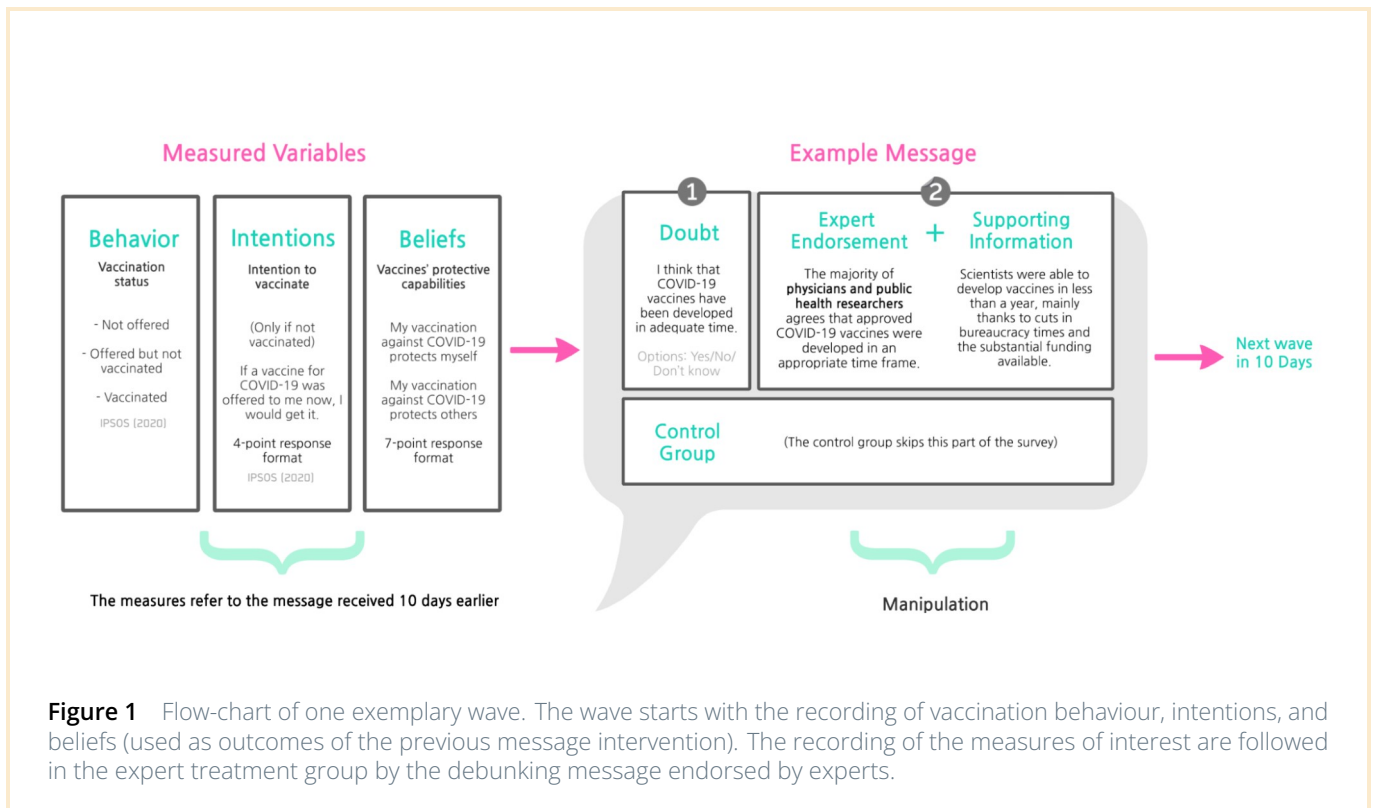 Measured Variables
Behavior
Vaccination
status
- Not offered
- Offered but not
vaccinated
- Vaccinated
IPSOS (2020)
Intentions
Intention to
vaccinate
(Only if not
vaccinated)
If a vaccine for
COVID-19 was
offered to me now, I
would get it.
4-point response
format
IPSOS (2020)
Beliefs
Vaccines' protective
capabilities
My vaccination
against COVID-19
protects myself
My vaccination
against COVID-19
protects others
7-point response
format
The measures refer to the message received 10 days earlier
Example Message
1
Doubt
I think that
COVID-19
vaccines have
been developed
in adequate time.
Options: Yes/No/
Don't know
2
Expert
Endorsement
The majority of
physicians and public
health researchers
agrees that approved
COVID-19 vaccines were
developed in an
appropriate time frame.
+
Supporting
Information
Scientists were able to
develop vaccines in less
than a year, mainly
thanks to cuts in
bureaucracy times and
the substantial funding
available.
Control
Group
(The control group skips this part of the survey)
Manipulation
Next wave
in 10 Days
Figure 1 Flow-chart of one exemplary wave. The wave starts with the recording of vaccination behaviour, intentions, and
beliefs (used as outcomes of the previous message intervention). The recording of the measures of interest are followed
in the expert treatment group by the debunking message endorsed by experts.